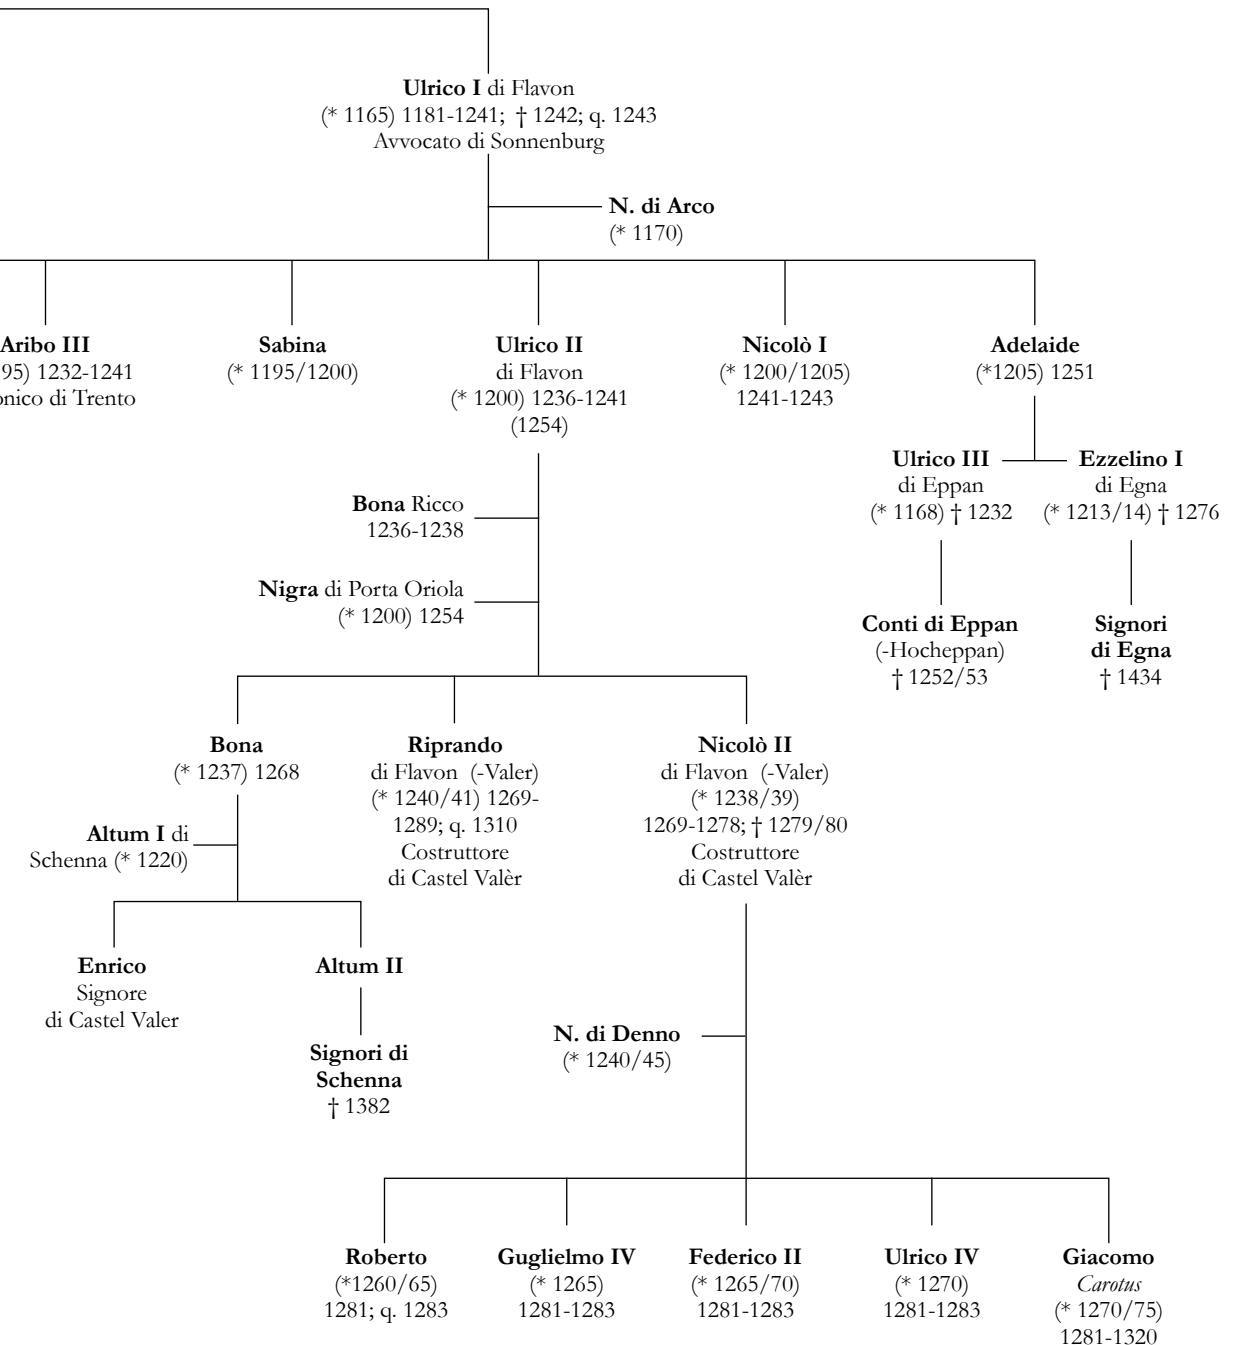 Ulrico I di Flavon
(* 1165) 1181-1241; † 1242; q. 1243
Avvocato di Sonnenburg
N. di Arco
(* 1170)
Aribo III
95) 1232-1241
onico di Trento
Sabina
(* 1195/1200)
Ulrico II
di Flavon
(* 1200) 1236-1241
(1254)
Nicolò I
(* 1200/1205)
1241-1243
Adelaide
(*1205) 1251
Ulrico III
di Eppan
(* 1168) † 1232
Ezzelino I
di Egna
(* 1213/14) † 1276
Bona Ricco
1236-1238
Nigra di Porta Oriola
(* 1200) 1254
Conti di Eppan
(-Hocheppan)
† 1252/53
Signori
di Egna
† 1434
Bona
(* 1237) 1268
Riprando
di Flavon (-Valer)
(* 1240/41) 1269-
1289; q. 1310
Costruttore
di Castel Valèr
Nicolò II
di Flavon (-Valer)
(* 1238/39)
1269-1278; † 1279/80
Costruttore
di Castel Valèr
Altum I di
Schenna (* 1220)
Enrico
Signore
di Castel Valer
Altum II
Signori di
Schenna
† 1382
N. di Denno
(* 1240/45)
Roberto
(*1260/65)
1281; q. 1283
Guglielmo IV
(* 1265)
1281-1283
Federico II
(* 1265/70)
1281-1283
Ulrico IV
(* 1270)
1281-1283
Giacomo
Carotus
(* 1270/75)
1281-1320